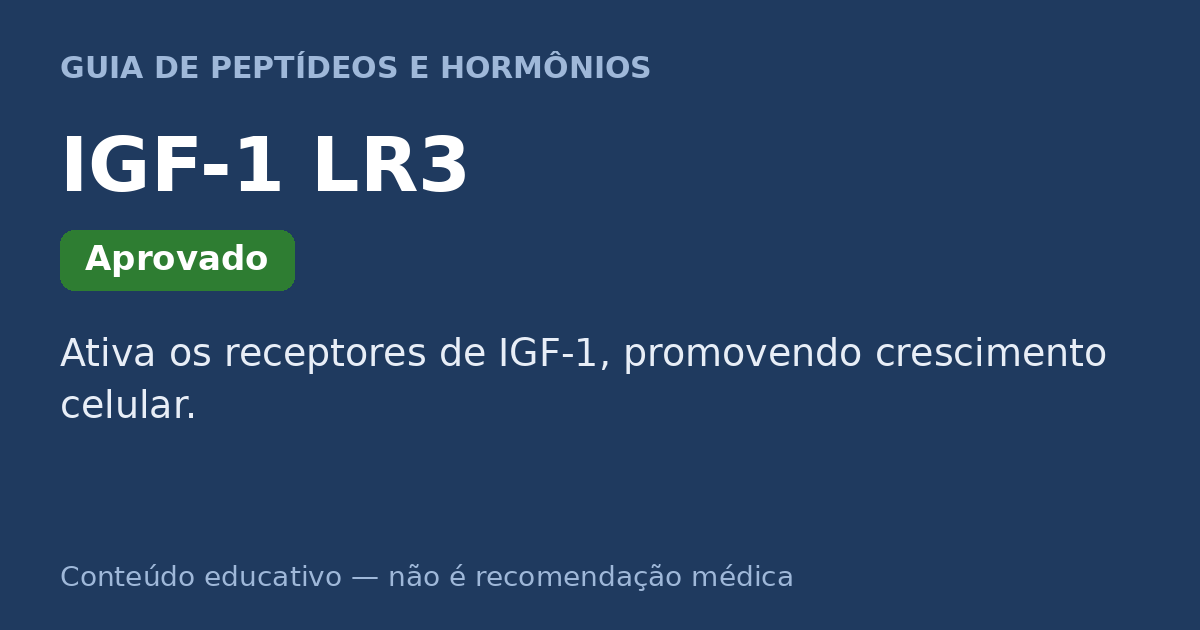 GUIA DE PEPTÍDEOS E HORMÔNIOS
IGF-1 LR3
Aprovado
Ativa os receptores de IGF-1, promovendo crescimento
celular.
Conteúdo educativo — não é recomendação médica